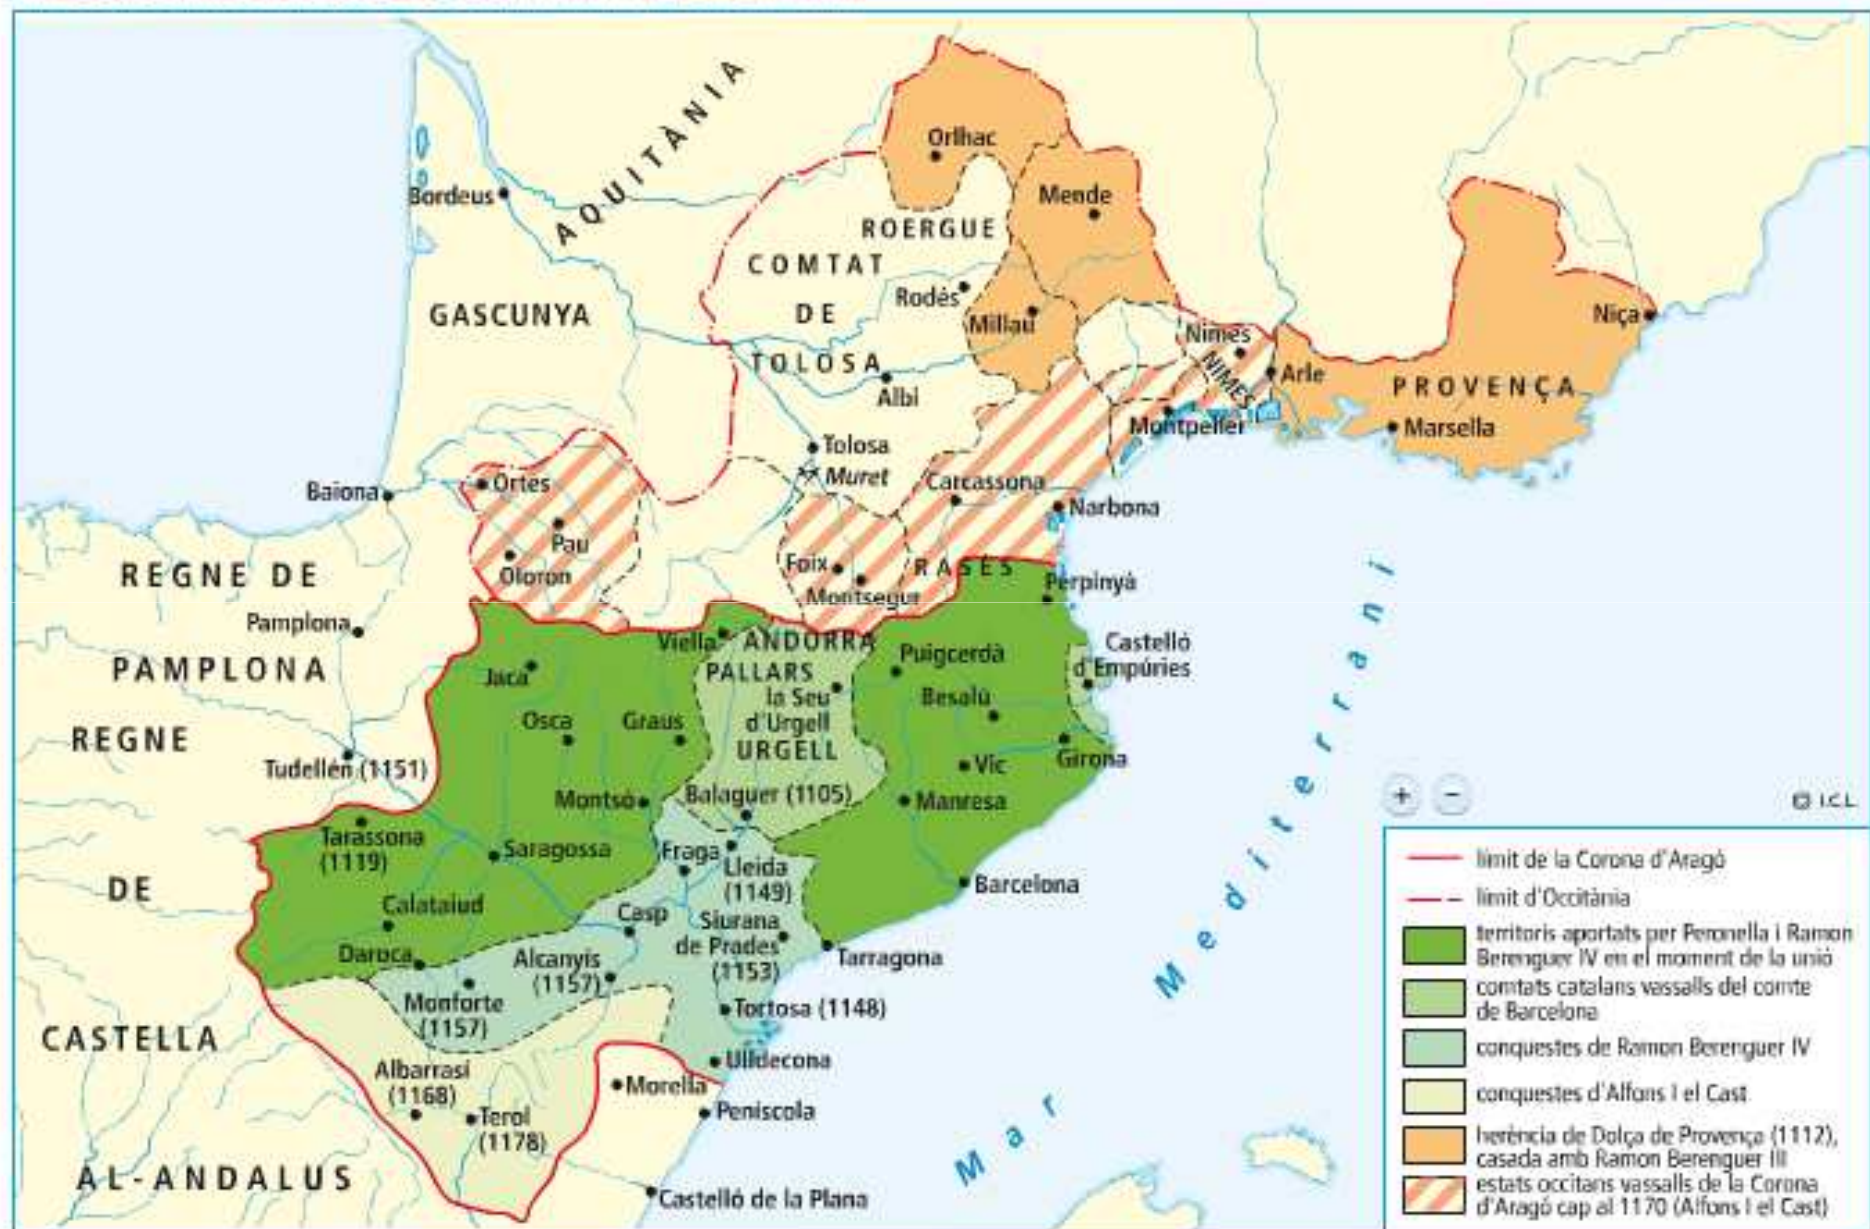 AQUITÀNIA
Orlhac
Bordeus
Mende
ROERGUE
COMTAT
DE
TOLOSA
GASCUNYA
Rodés
Millau
Niça
Nimes
NIMES
Arle
PROVENÇA
Albi
Montpeller
Marsella
Tolosa
Muret
Baiona
Ortes
Carcassona
Narbona
Pau
Foix
RASÉS
Oloron
Montsegur
Perpinyà
REGNE DE
PAMPLONA
Pamplona
Viella
ANDORRA
PALLARS
Puigcerdà
Castelló
d'Empúries
Jaca
la Seu
d'Urgell
URGELL
Besalú
Osca
Graus
REGNE
DE
CASTELLA
Tudellén (1151)
Vic
Girona
Montsó
Balaguer (1105)
Manresa
Tarassona
(1119)
Saragossa
Fraga
Lleida
(1149)
Barcelona
Calataiud
Casp
Siurana
de Prades
(1153)
Daroca
Alcanyís
(1157)
Tarragona
Monforte
(1157)
Tortosa (1148)
Ulldecona
Albarrasí
(1168)
Morella
Terol
(1178)
Peníscola
AL-ANDALUS
Castelló de la Plana
Mar Mediterrani
+ −
© I.C.L.
límit de la Corona d'Aragó
límit d'Occitània
territoris aportats per Peronella i Ramon
Berenguer IV en el moment de la unió
comtats catalans vassalls del comte
de Barcelona
conquestes de Ramon Berenguer IV
conquestes d'Alfons I el Cast
herència de Dolça de Provença (1112),
casada amb Ramon Berenguer III
estats occitans vassalls de la Corona
d'Aragó cap al 1170 (Alfons I el Cast)